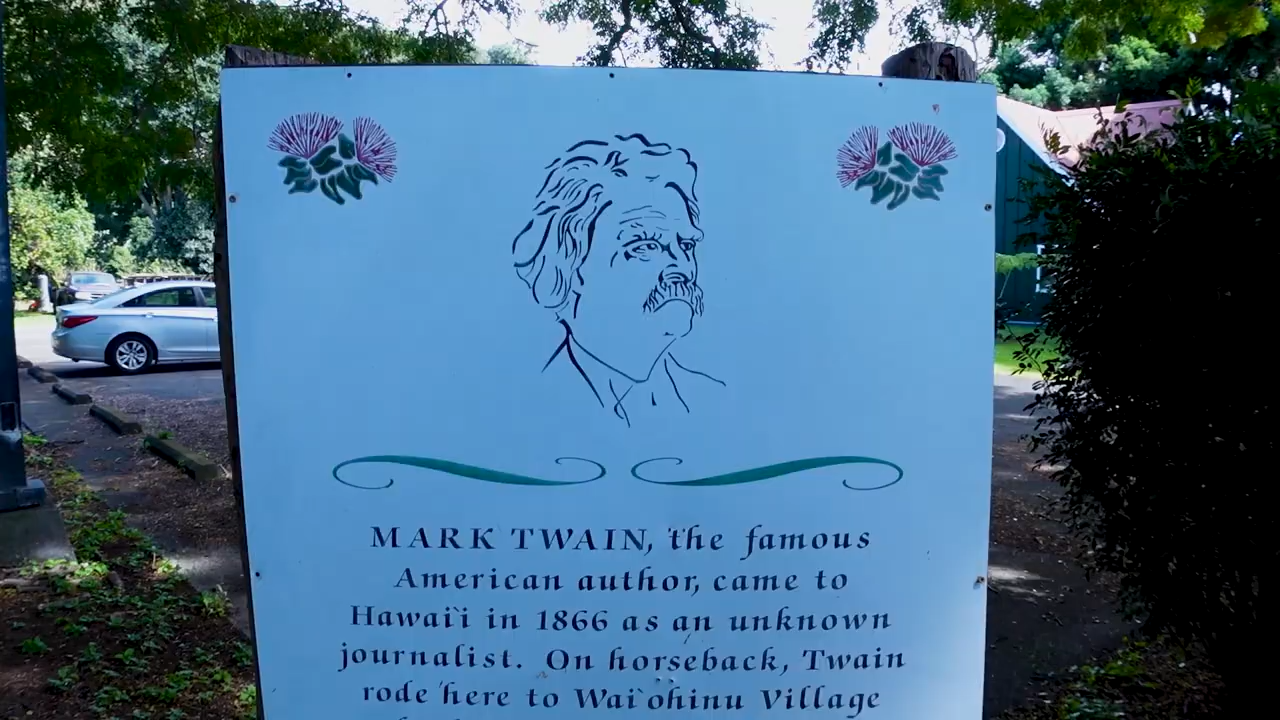 MARK TWAIN, the famous
American author, came to
Hawai`i in 1866 as an unknown
journalist. On horseback, Twain
rode here to Wai`ohinu Village